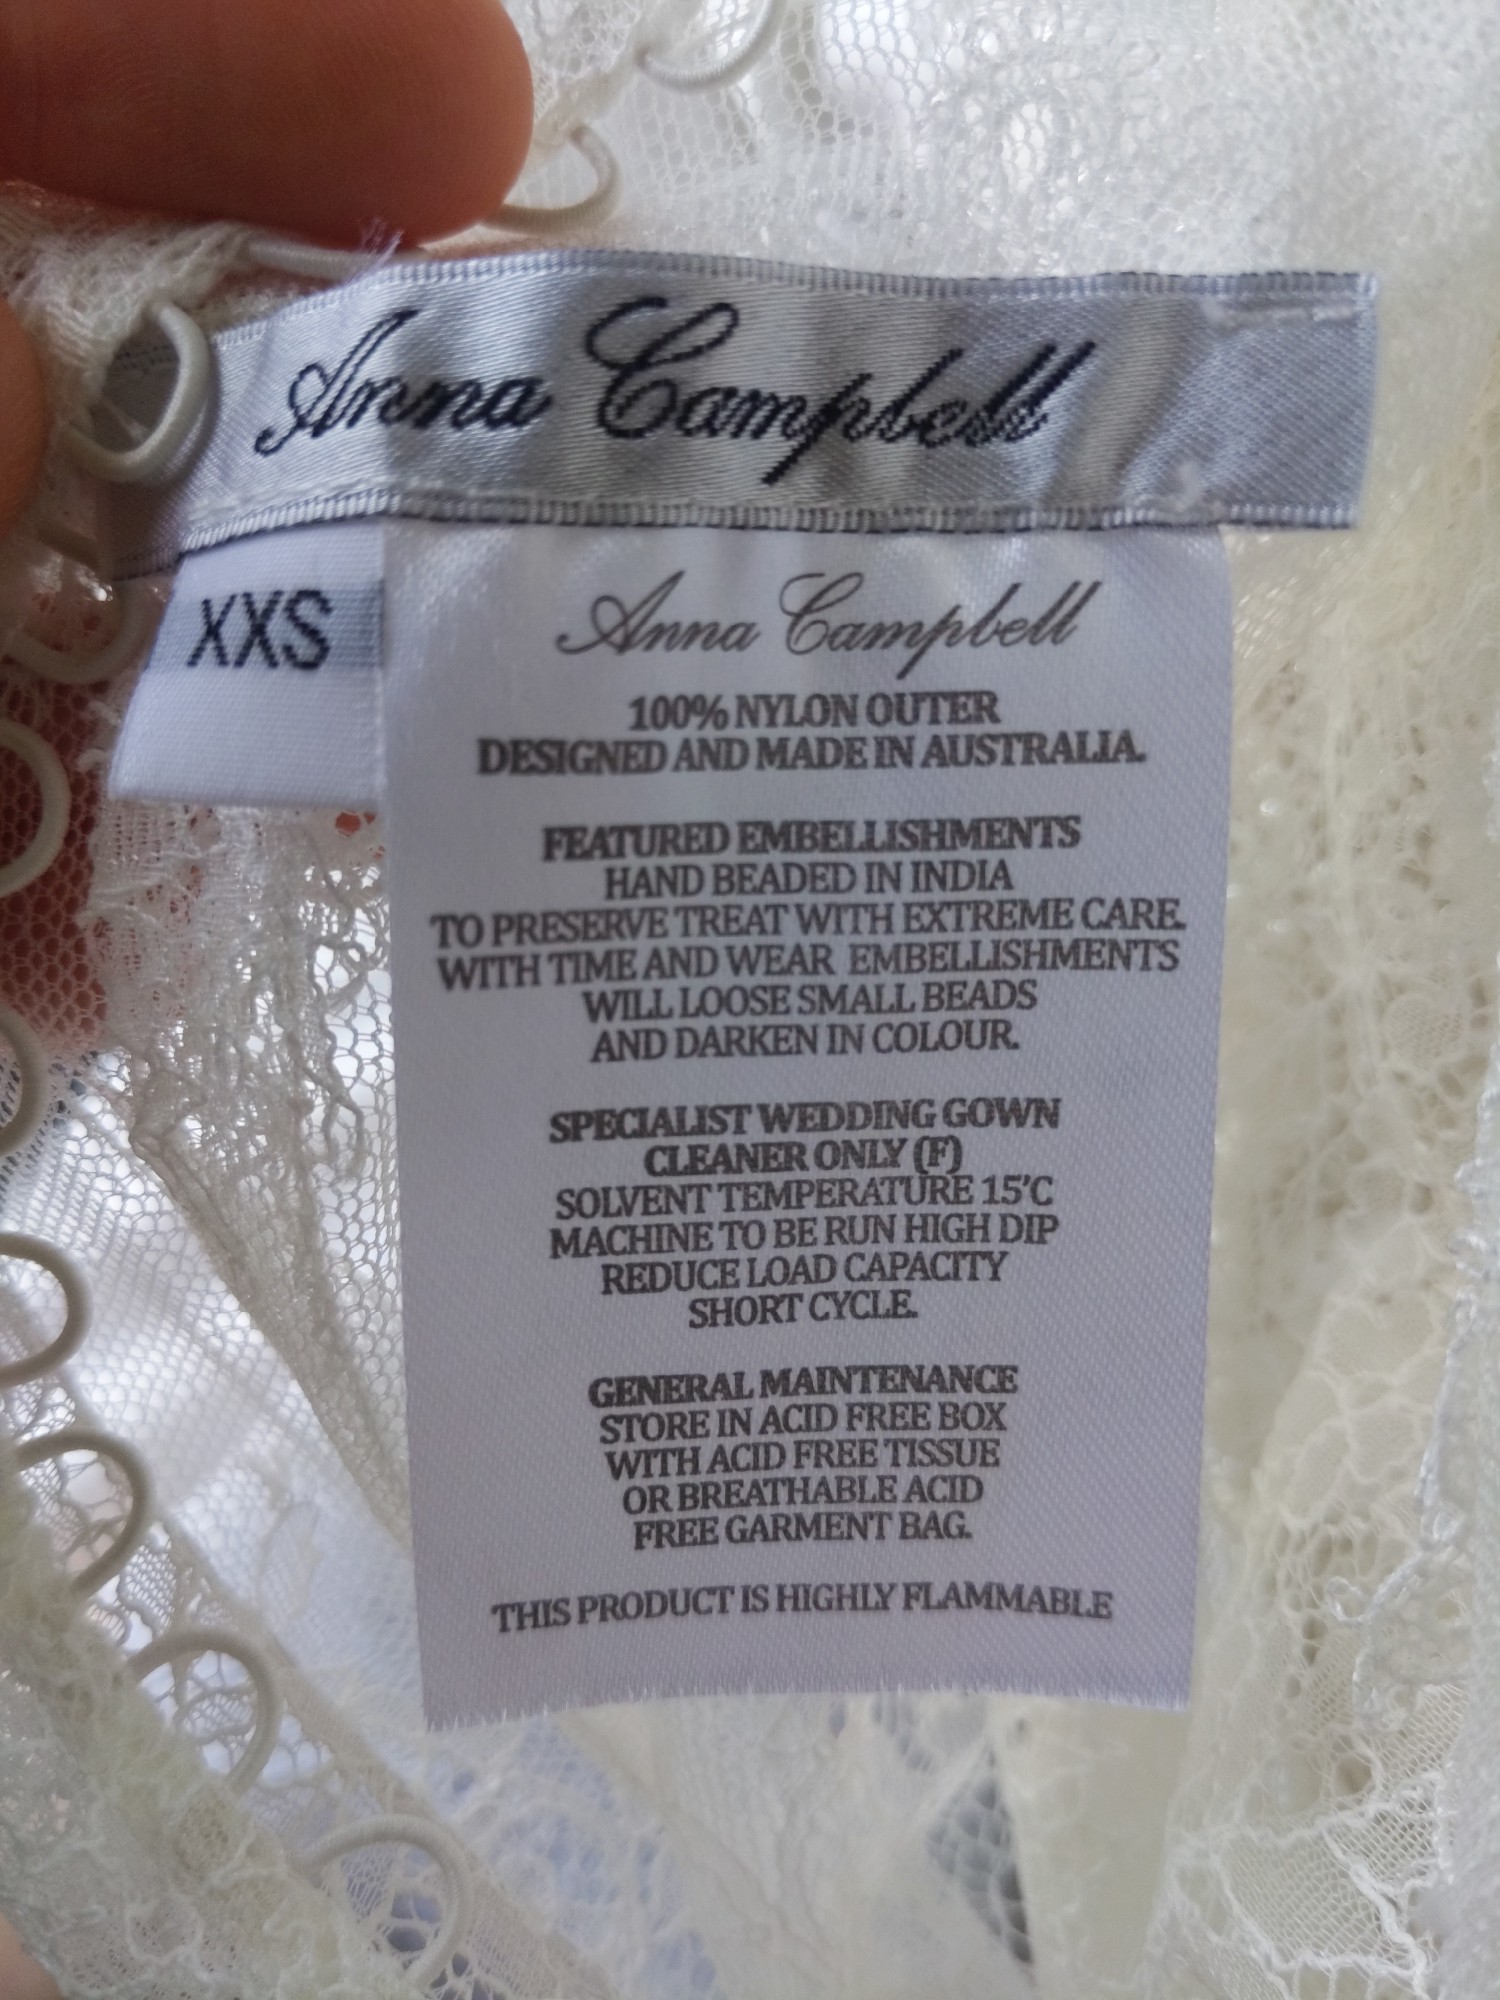 Anna Campbell
XXS
Anna Campbell
100% NYLON OUTER
DESIGNED AND MADE IN AUSTRALIA.
FEATURED EMBELLISHMENTS
HAND BEADED IN INDIA
TO PRESERVE TREAT WITH EXTREME CARE.
WITH TIME AND WEAR EMBELLISHMENTS
WILL LOOSE SMALL BEADS
AND DARKEN IN COLOUR.
SPECIALIST WEDDING GOWN
CLEANER ONLY (F)
SOLVENT TEMPERATURE 15'C
MACHINE TO BE RUN HIGH DIP
REDUCE LOAD CAPACITY
SHORT CYCLE.
GENERAL MAINTENANCE
STORE IN ACID FREE BOX
WITH ACID FREE TISSUE
OR BREATHABLE ACID
FREE GARMENT BAG.
THIS PRODUCT IS HIGHLY FLAMMABLE